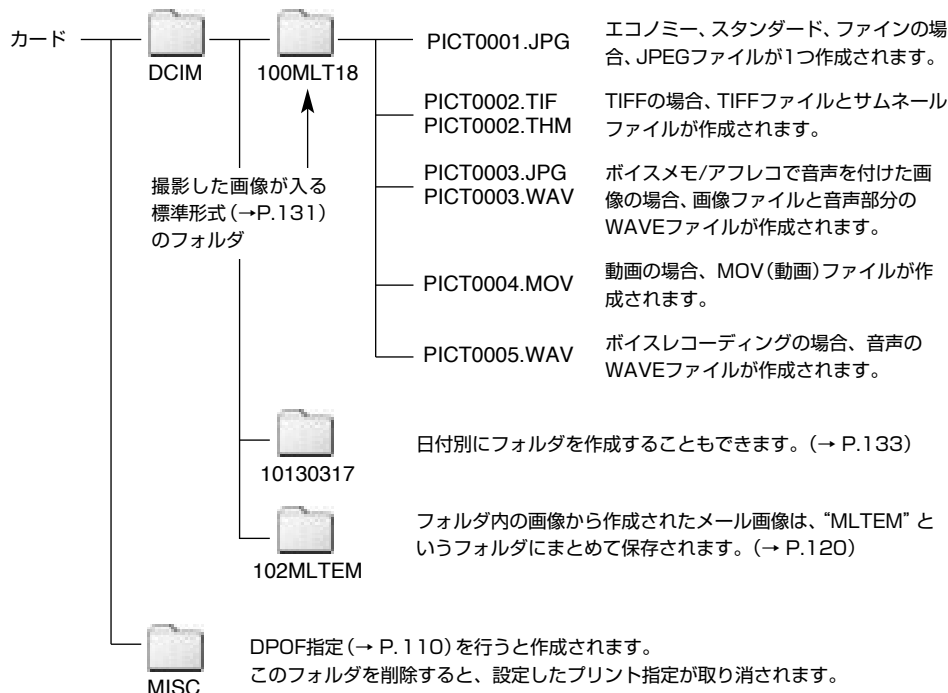 カード
DCIM
100MLT18
撮影した画像が入る
標準形式(→P.131)
のフォルダ
PICT0001.JPG
エコノミー、スタンダード、ファインの場
合、JPEGファイルが1つ作成されます。
PICT0002.TIF
PICT0002.THM
TIFFの場合、TIFFファイルとサムネール
ファイルが作成されます。
PICT0003.JPG
PICT0003.WAV
ボイスメモ/アフレコで音声を付けた画
像の場合、画像ファイルと音声部分の
WAVEファイルが作成されます。
PICT0004.MOV
動画の場合、MOV(動画)ファイルが作
成されます。
PICT0005.WAV
ボイスレコーディングの場合、音声の
WAVEファイルが作成されます。
10130317
日付別にフォルダを作成することもできます。(→ P.133)
102MLTEM
フォルダ内の画像から作成されたメール画像は、“MLTEM” と
いうフォルダにまとめて保存されます。(→ P.120)
MISC
DPOF指定(→ P. 110)を行うと作成されます。
このフォルダを削除すると、設定したプリント指定が取り消されます。